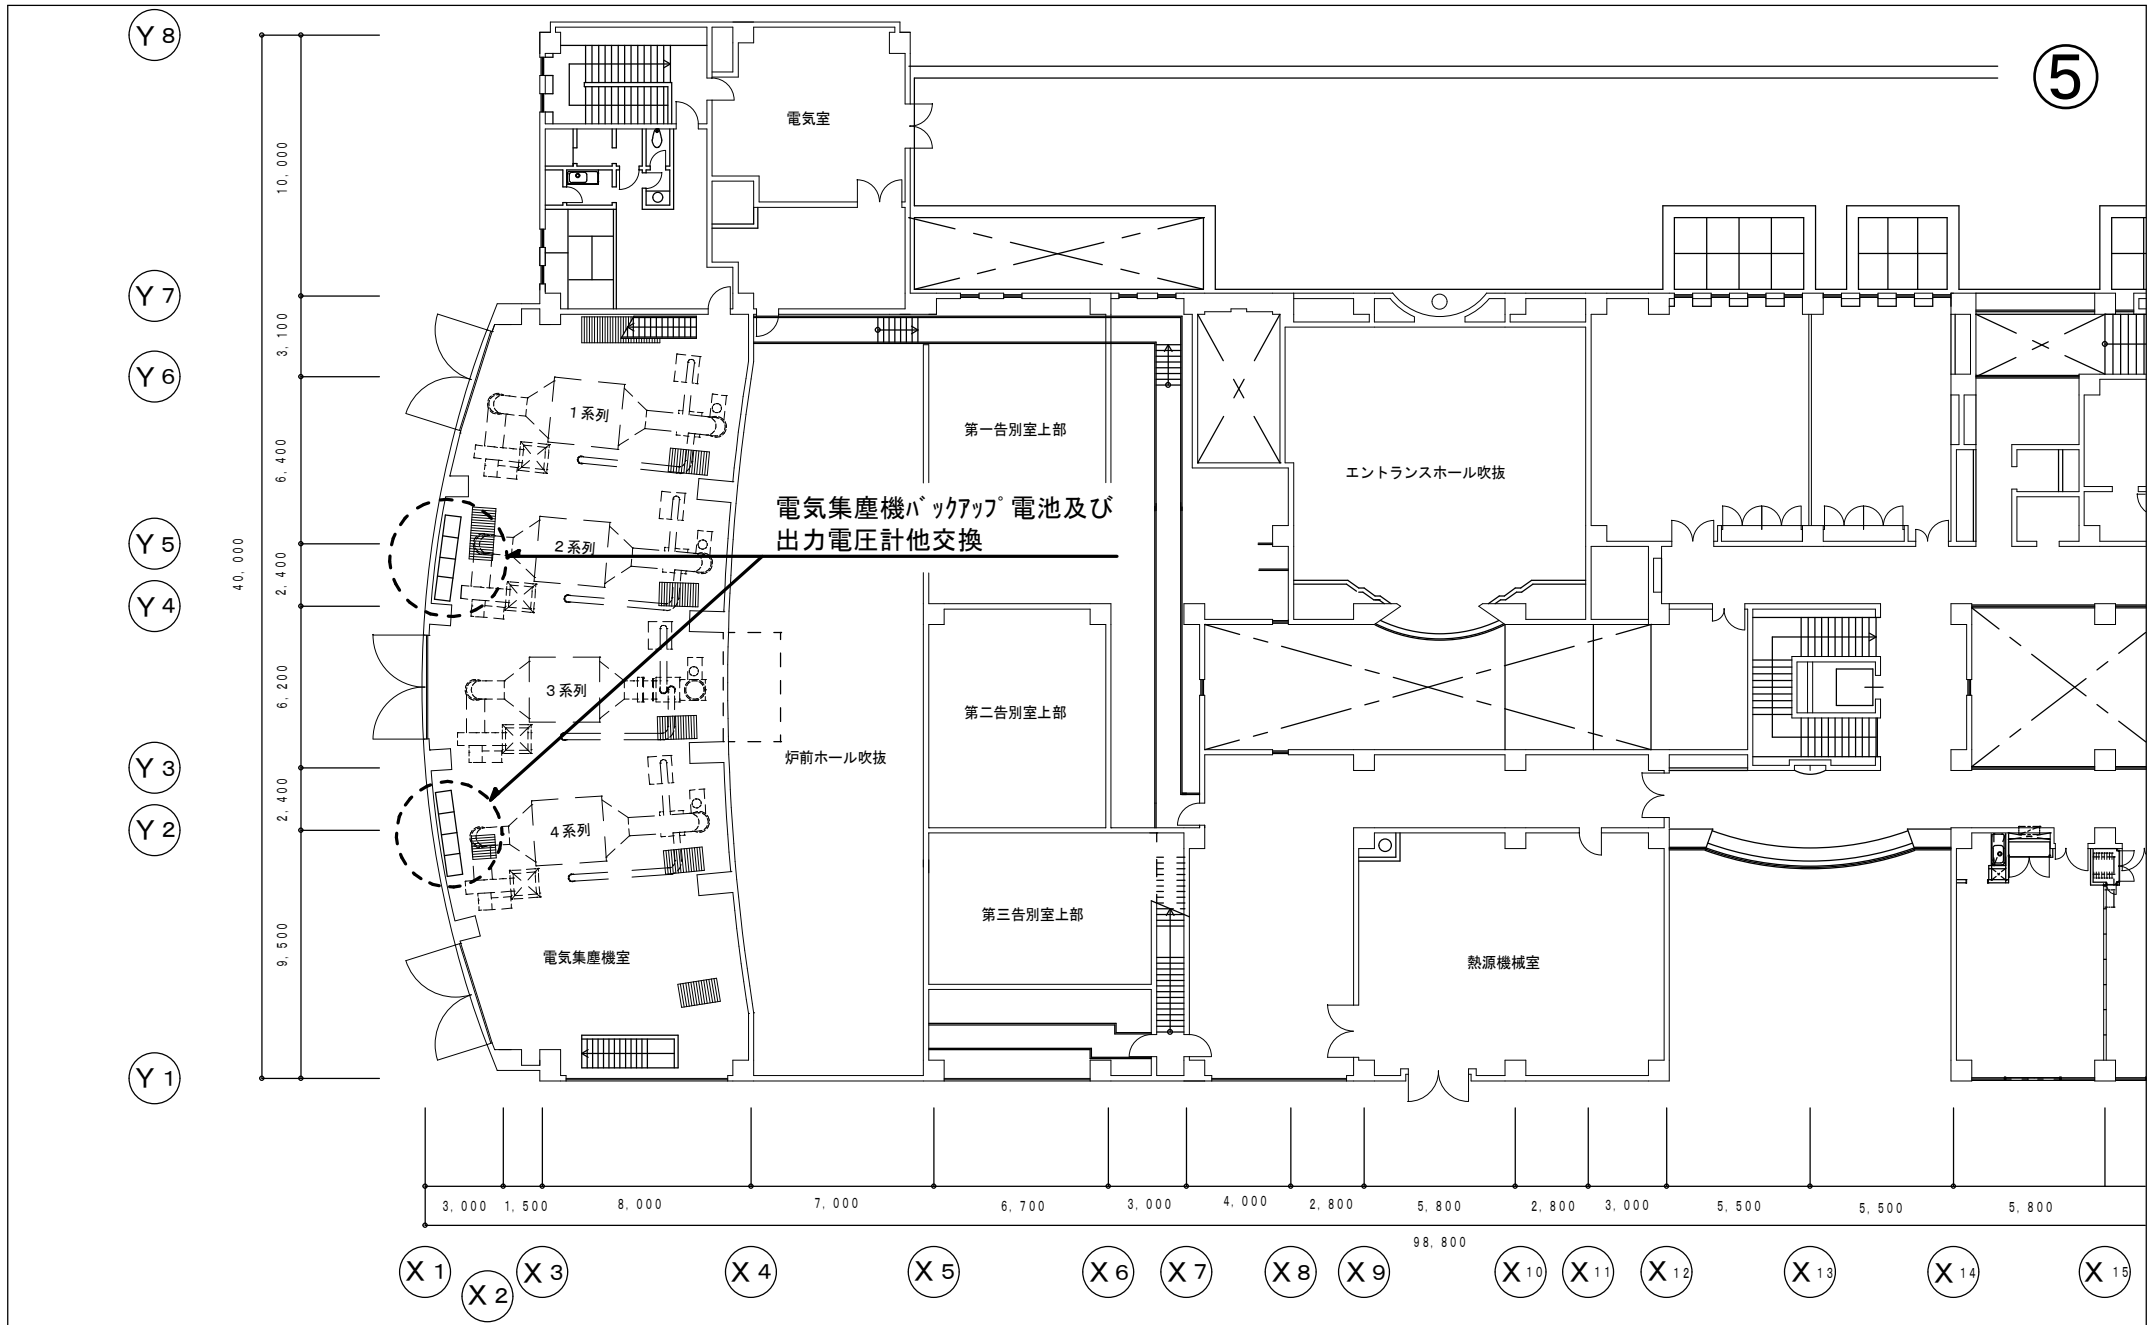 ⑤
Y8
Y7
Y6
Y5
Y4
Y3
Y2
Y1
10,000
3,100
6,400
2,400
6,200
2,400
9,500
40,000
電気室
1系列
2系列
3系列
4系列
電気集塵機バックアップ電池及び
出力電圧計他交換
第一告別室上部
エントランスホール吹抜
第二告別室上部
炉前ホール吹抜
第三告別室上部
電気集塵機室
熱源機械室
S
3,000
1,500
8,000
7,000
6,700
3,000
4,000
2,800
5,800
2,800
3,000
5,500
5,500
5,800
98,800
X1
X2
X3
X4
X5
X6
X7
X8
X9
X10
X11
X12
X13
X14
X15